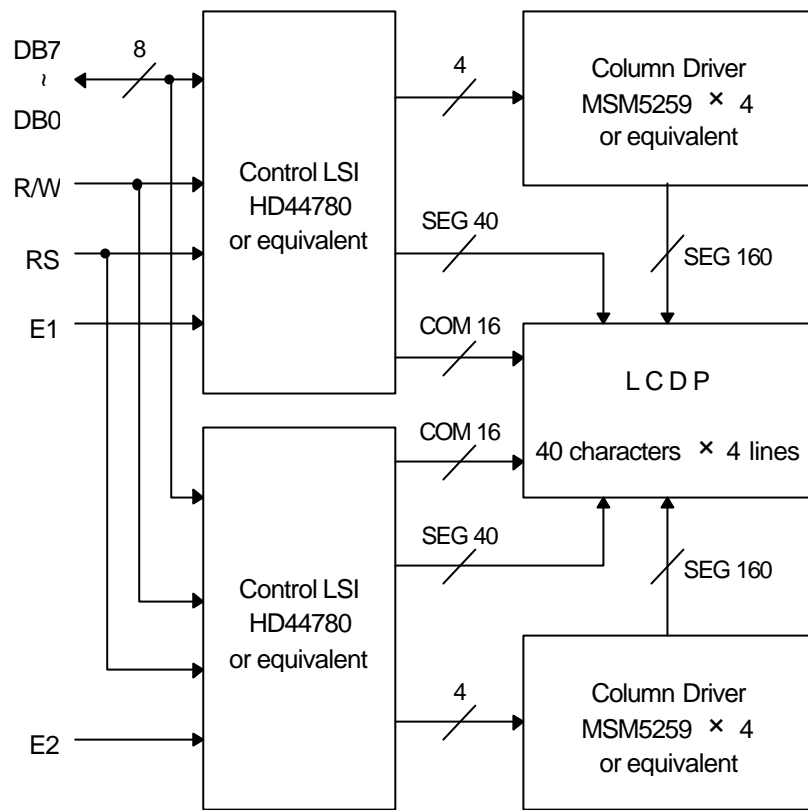 DB7
~
DB0
8
R/W
RS
E1
Control LSI
HD44780
or equivalent
4
Column Driver
MSM5259 × 4
or equivalent
SEG 40
SEG 160
COM 16
L C D P
40 characters × 4 lines
COM 16
SEG 40
SEG 160
Control LSI
HD44780
or equivalent
4
Column Driver
MSM5259 × 4
or equivalent
E2